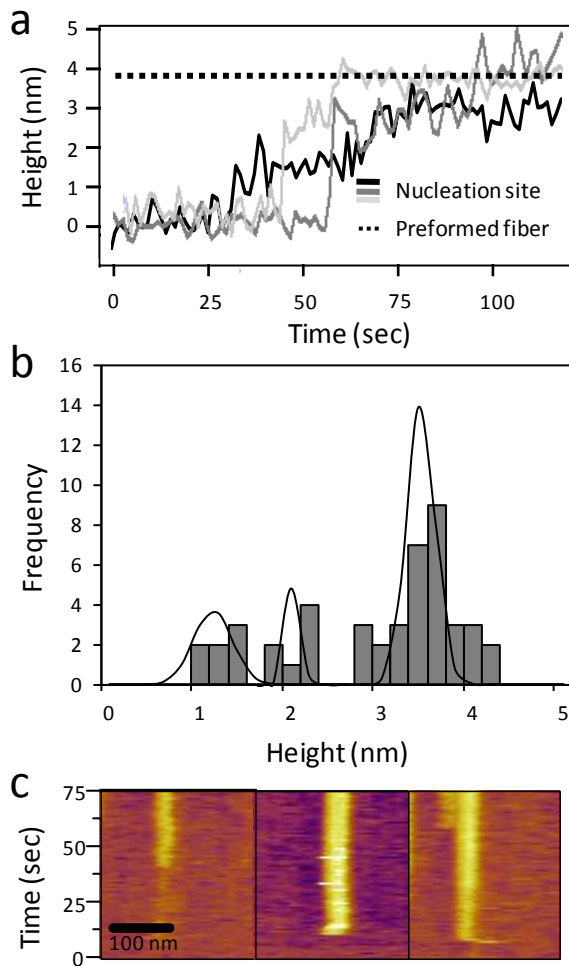 a
Height (nm)
5
4
3
2
1
0
Nucleation site
Preformed fiber
0 25 50 75 100
Time (sec)
b
Frequency
16
14
12
10
8
6
4
2
0
0 1 2 3 4 5
Height (nm)
c
Time (sec)
75
50
25
0
100 nm